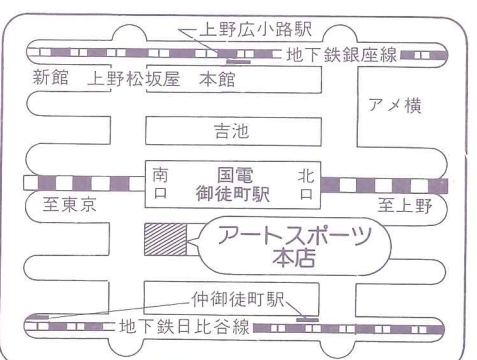 上野広小路駅
地下鉄銀座線
新館 上野松坂屋 本館
アメ横
吉池
南口
国電
御徒町駅
北口
至東京
至上野
アートスポーツ
本店
仲御徒町駅
地下鉄日比谷線